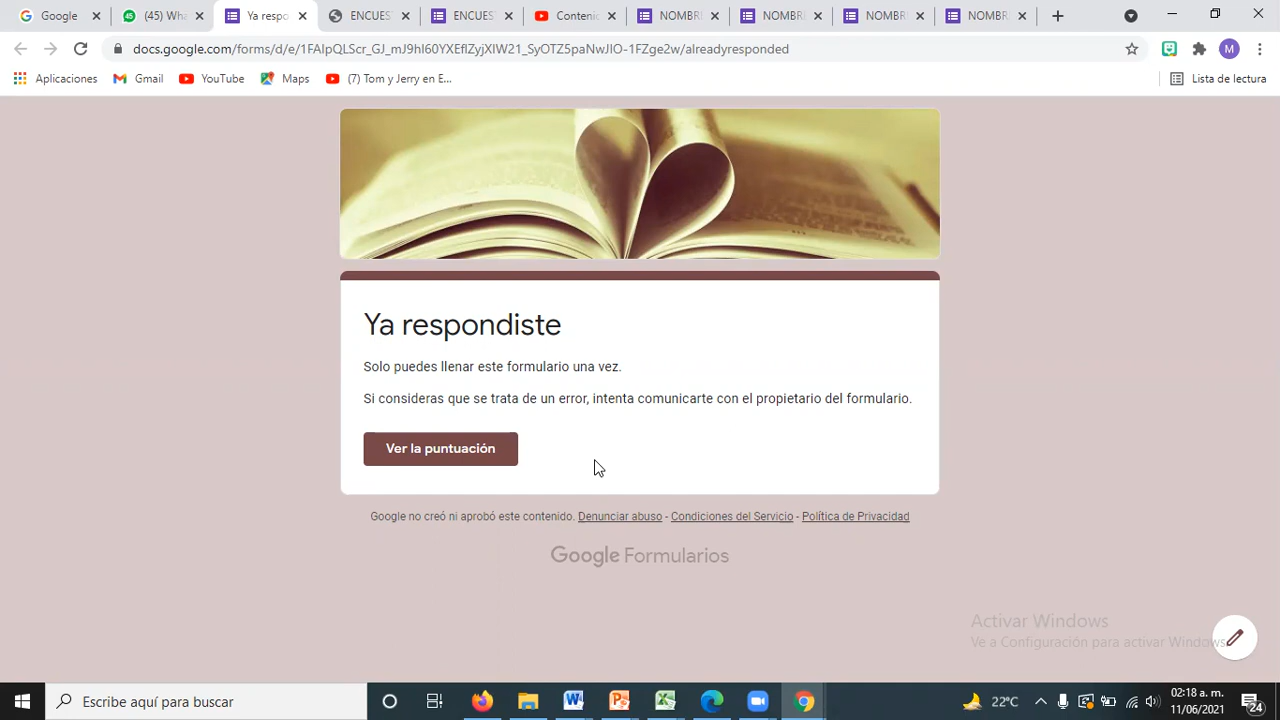 Google
(45) Wha
Ya respo
ENCUES
ENCUES
Conteni
NOMBRE
NOMBRE
NOMBRE
NOMBR
docs.google.com/forms/d/e/1FAIpQLScr_GJ_mJ9hI60YXEflZyjXIW21_SyOTZ5paNwJIO-1FZge2w/alreadyresponded
M
Aplicaciones
Gmail
YouTube
Maps
(7) Tom y Jerry en E...
Lista de lectura
Ya respondiste
Solo puedes llenar este formulario una vez.
Si consideras que se trata de un error, intenta comunicarte con el propietario del formulario.
Ver la puntuación
Google no creó ni aprobó este contenido. Denunciar abuso - Condiciones del Servicio - Política de Privacidad
Google Formularios
Activar Windows
Ve a Configuración para activar Windows.
Escribe aquí para buscar
22°C
02:18 a. m.
11/06/2021
24